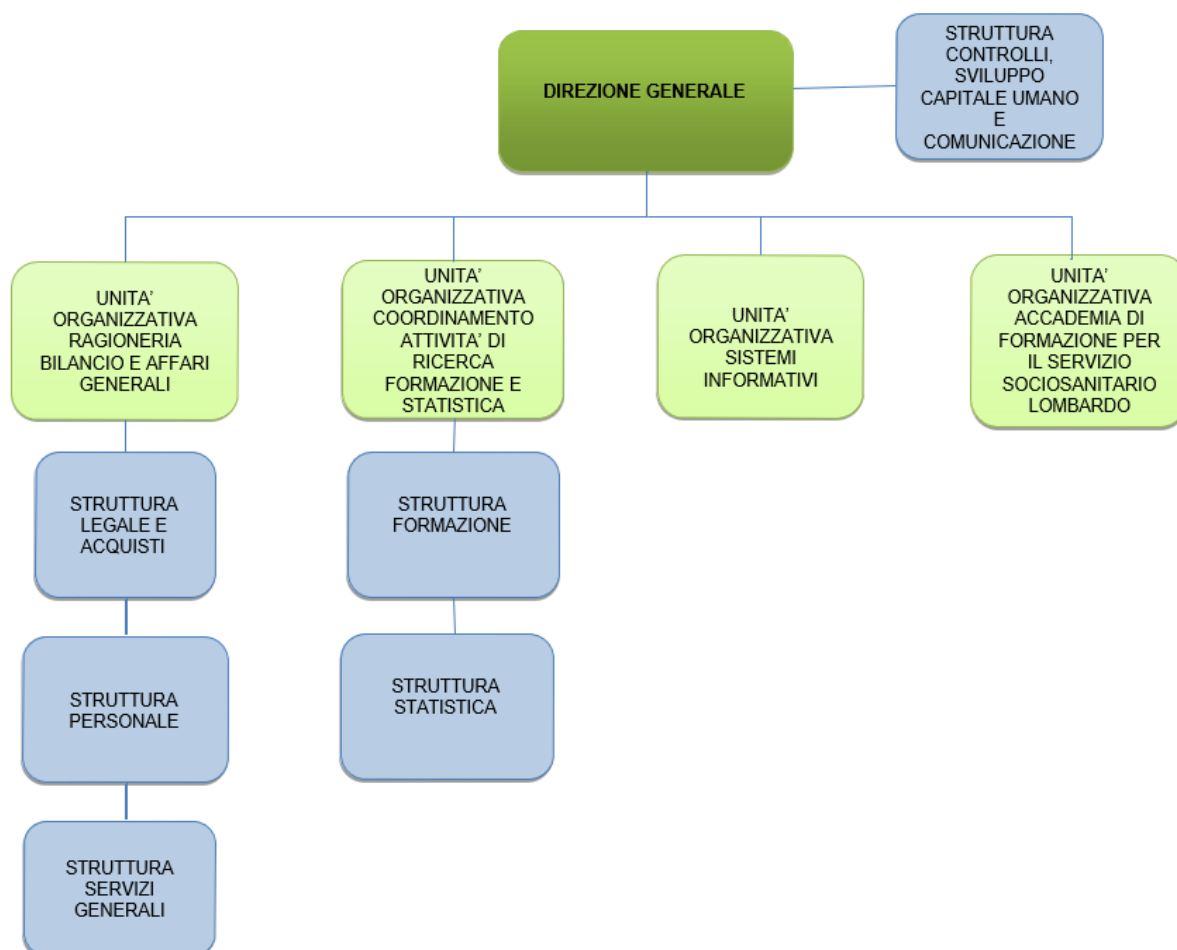 DIREZIONE GENERALE
STRUTTURA
CONTROLLI,
SVILUPPO
CAPITALE UMANO
E
COMUNICAZIONE
UNITA’
ORGANIZZATIVA
RAGIONERIA
BILANCIO E AFFARI
GENERALI
UNITA’
ORGANIZZATIVA
COORDINAMENTO
ATTIVITA’ DI
RICERCA
FORMAZIONE E
STATISTICA
UNITA’
ORGANIZZATIVA
SISTEMI
INFORMATIVI
UNITA’
ORGANIZZATIVA
ACCADEMIA DI
FORMAZIONE PER
IL SERVIZIO
SOCIOSANITARIO
LOMBARDO
STRUTTURA
LEGALE E
ACQUISTI
STRUTTURA
FORMAZIONE
STRUTTURA
PERSONALE
STRUTTURA
STATISTICA
STRUTTURA
SERVIZI
GENERALI